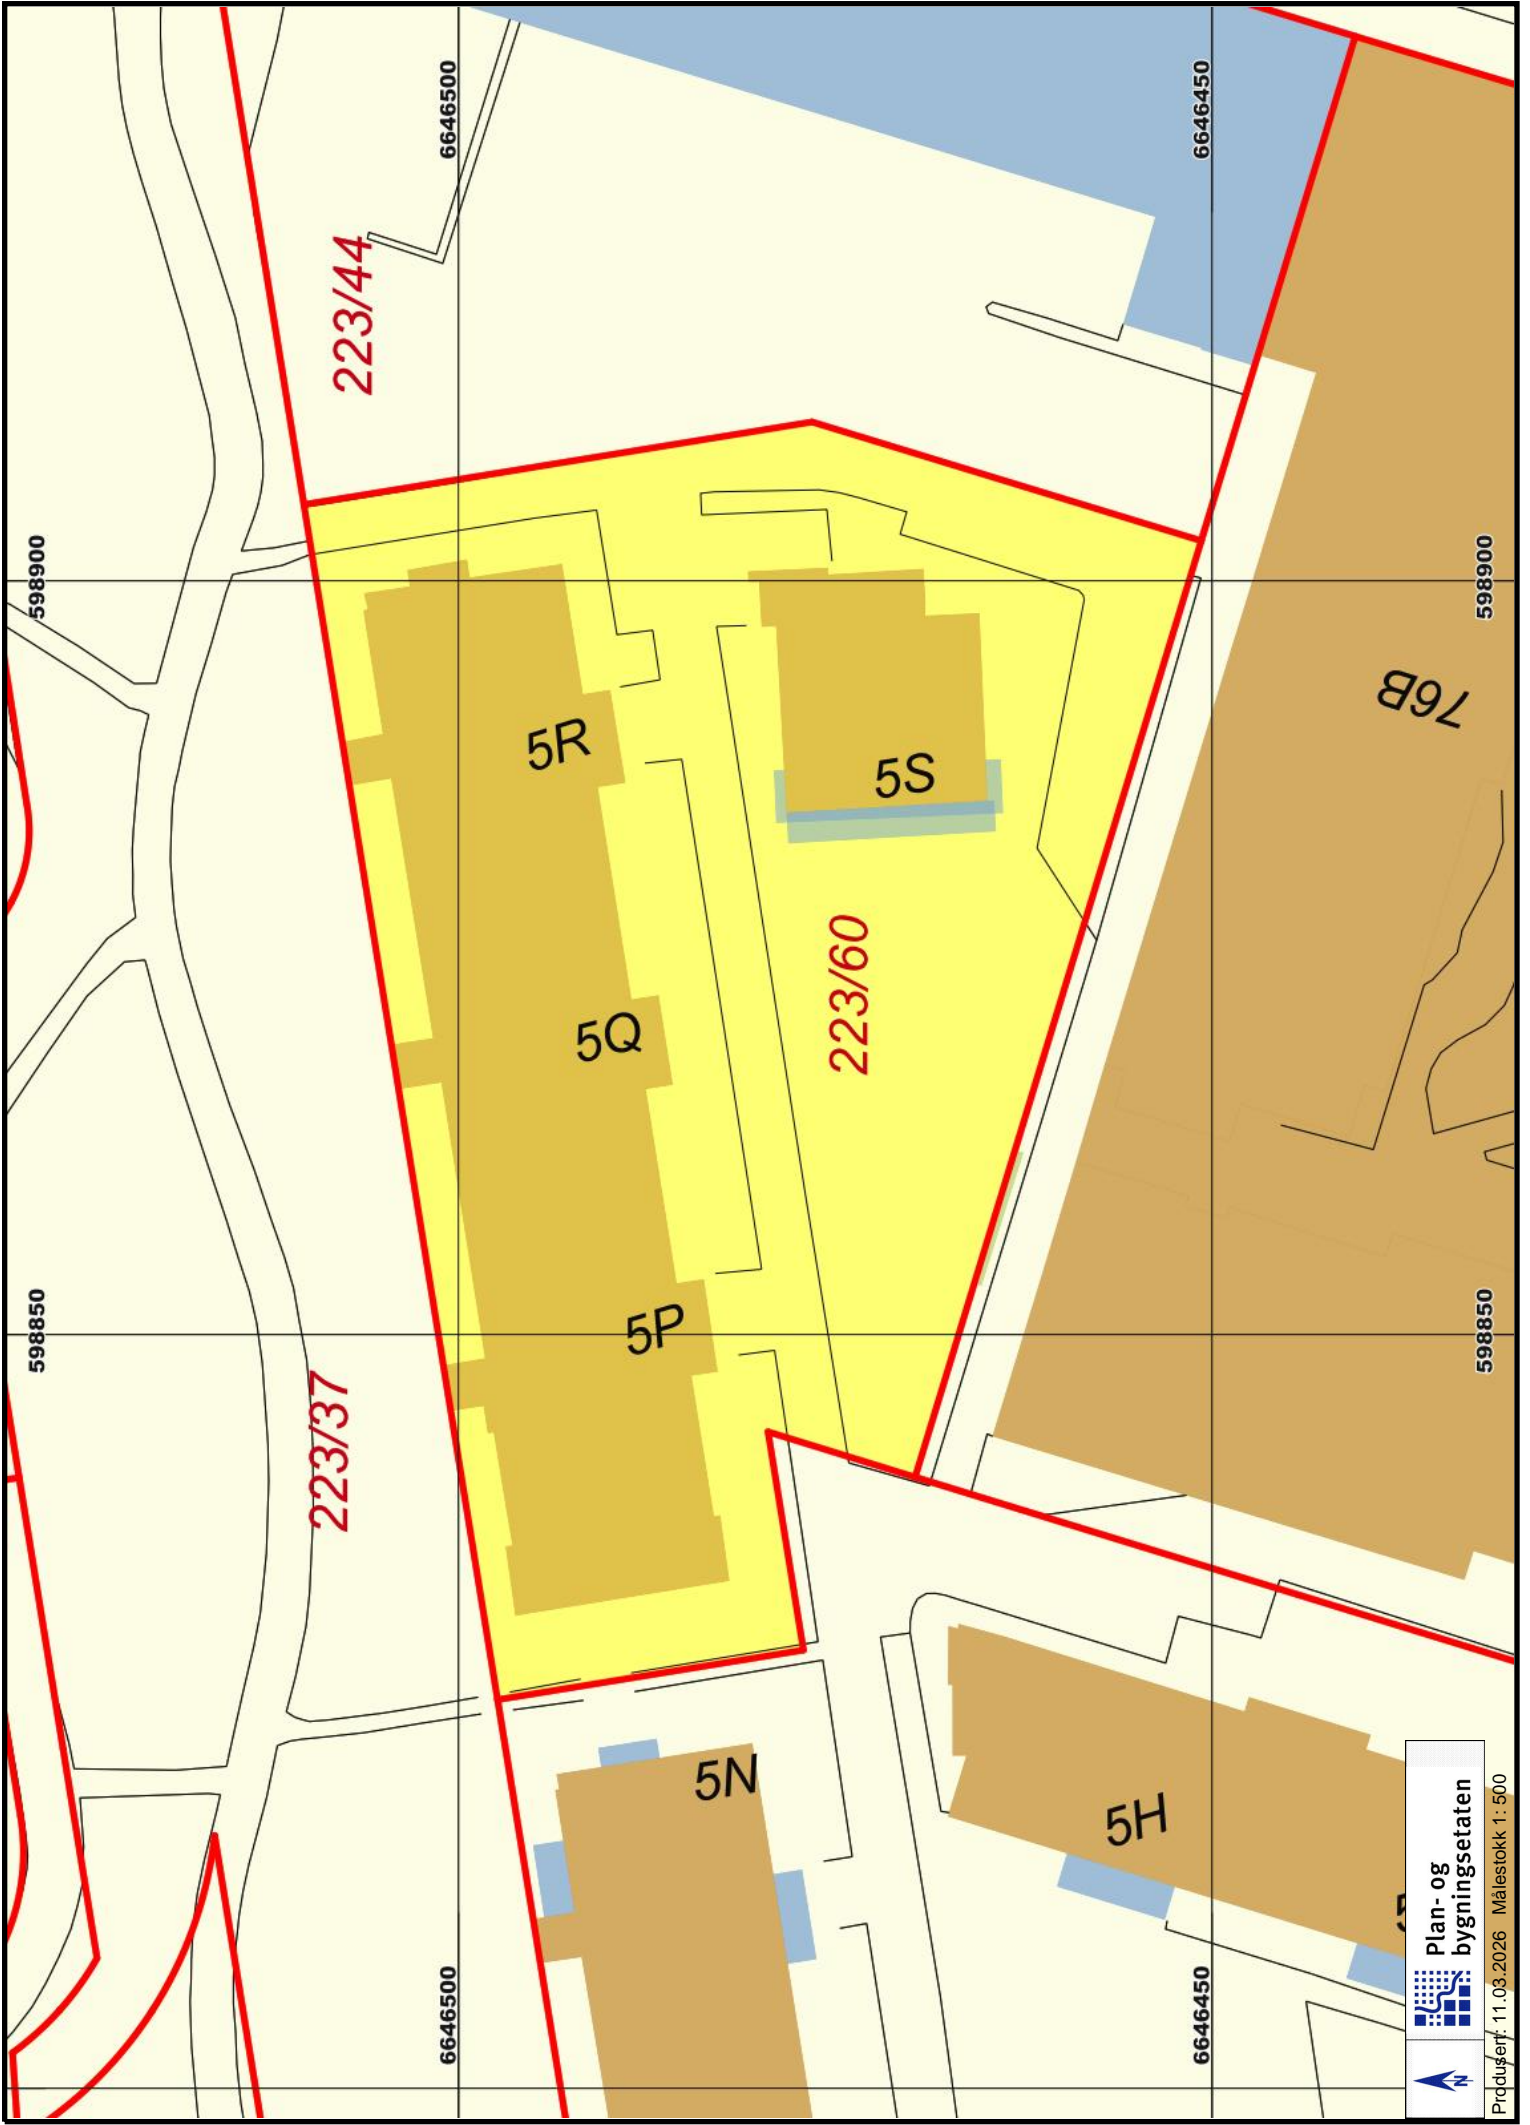 6646500
6646450
223/44
598900
598900
76B
5R
5S
223/60
5Q
5P
598850
598850
223/37
5N
5H
6646500
6646450
Plan- og
bygningsetaten
N
Produsert: 11.03.2026 Målestokk 1: 500